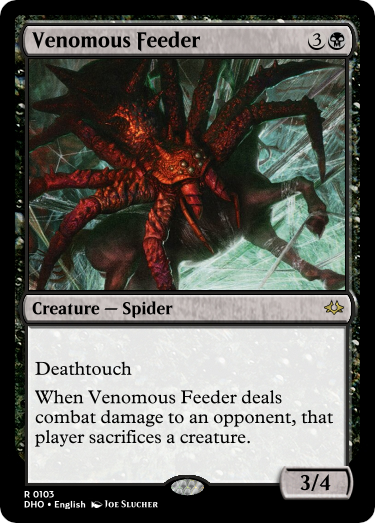 Venomous Feeder 3
Creature — Spider
Deathtouch
When Venomous Feeder deals
combat damage to an opponent, that
player sacrifices a creature.
3/4
R 0103
DHO • English Joe Slucher